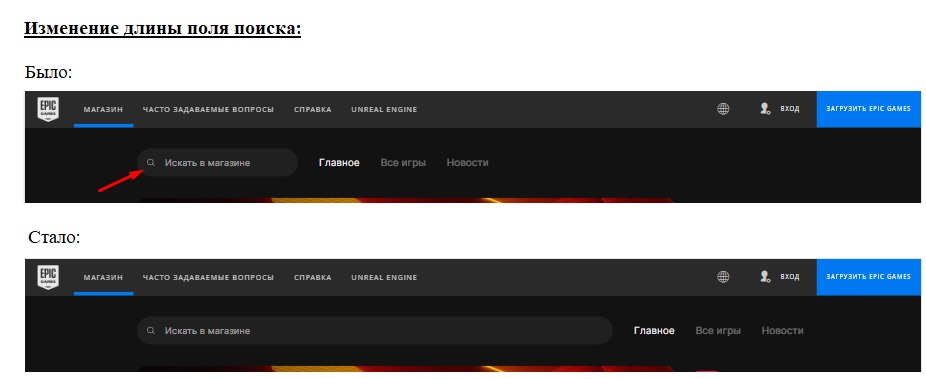 Изменение длины поля поиска:
Было:
EPIC GAMES МАГАЗИН ЧАСТО ЗАДАВАЕМЫЕ ВОПРОСЫ СПРАВКА UNREAL ENGINE ВХОД ЗАГРУЗИТЬ EPIC GAMES
Искать в магазине Главное Все игры Новости
Стало:
EPIC GAMES МАГАЗИН ЧАСТО ЗАДАВАЕМЫЕ ВОПРОСЫ СПРАВКА UNREAL ENGINE ВХОД ЗАГРУЗИТЬ EPIC GAMES
Искать в магазине Главное Все игры Новости